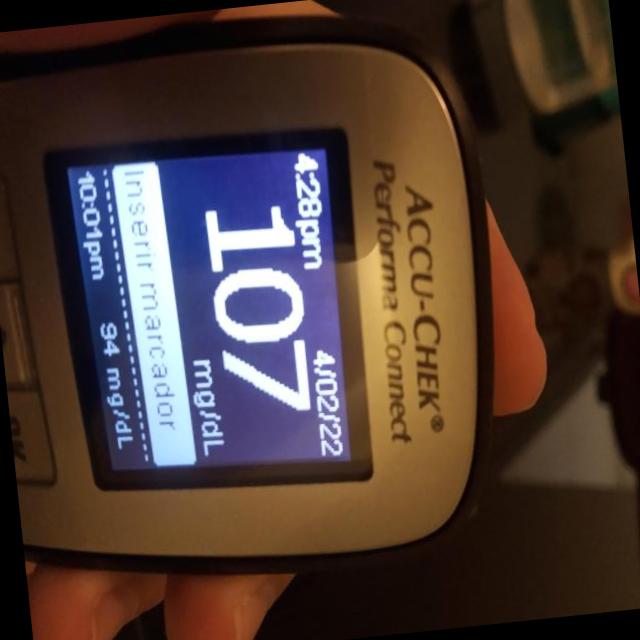 ACCU-CHEK®
Performa Connect
4:28pm 4/02/22
107
mg/dL
Inserir marcador
10:01pm 94 mg/dL
OK